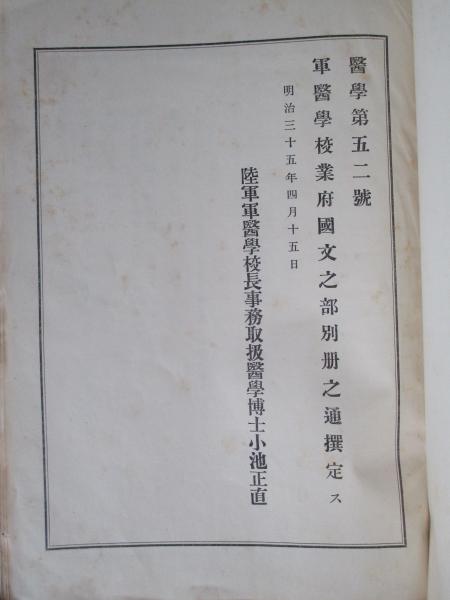 醫學第五二號
軍醫學校業府國文之部別册之通撰定ス
明治三十五年四月十五日
陸軍軍醫學校長事務取扱醫學博士小池正直